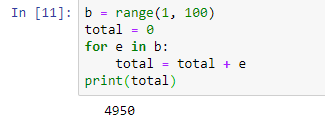 In [11]: b = range(1, 100)
total = 0
for e in b:
    total = total + e
print(total)
4950